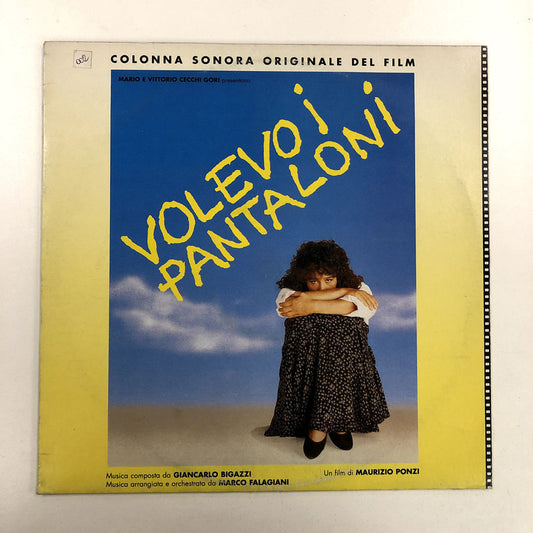 COLONNA SONORA ORIGINALE DEL FILM
MARIO E VITTORIO CECCHI GORI presentano
VOLEVO i
PANTALONI
Musica composta da GIANCARLO BIGAZZI
Musica arrangiata e orchestrata da MARCO FALAGIANI
Un film di MAURIZIO PONZI